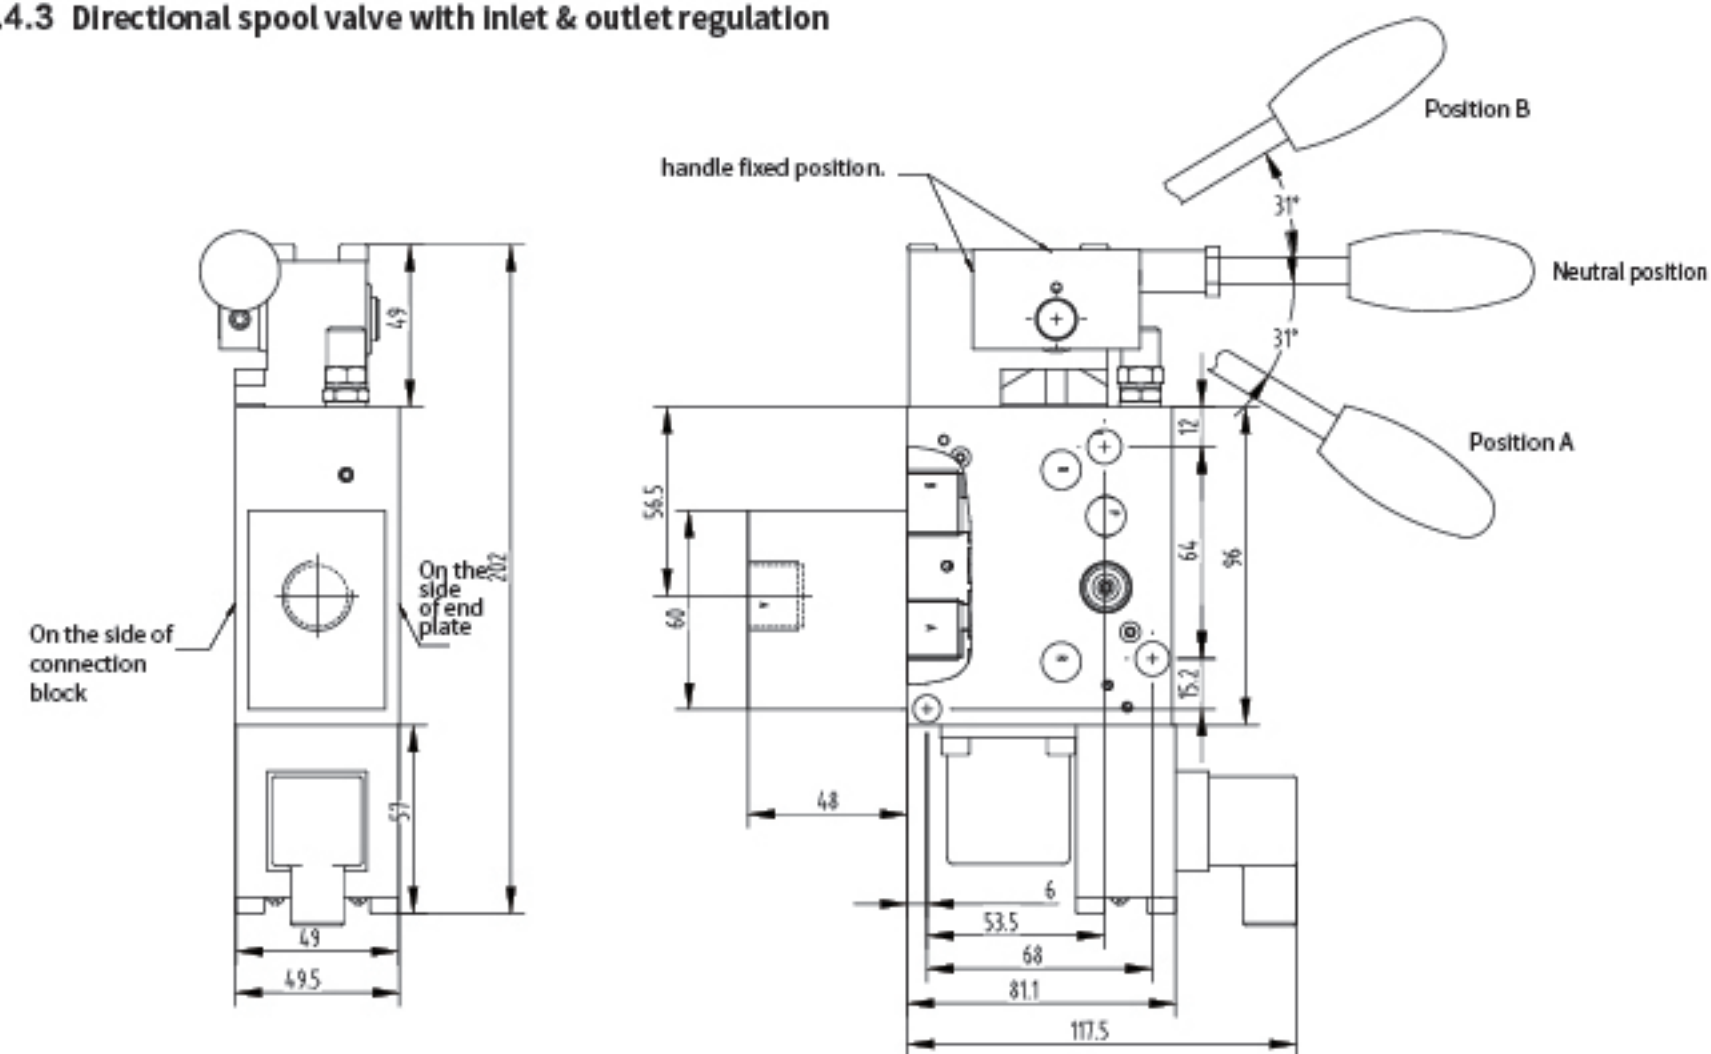 .4.3 Directional spool valve with inlet & outlet regulation
Position B
handle fixed position.
31°
Neutral position
49
31°
12
Position A
56.5
202
64
96
On the
side
of end
plate
60
On the side of
connection
block
15.2
57
48
6
53.5
49
68
49.5
81.1
117.5